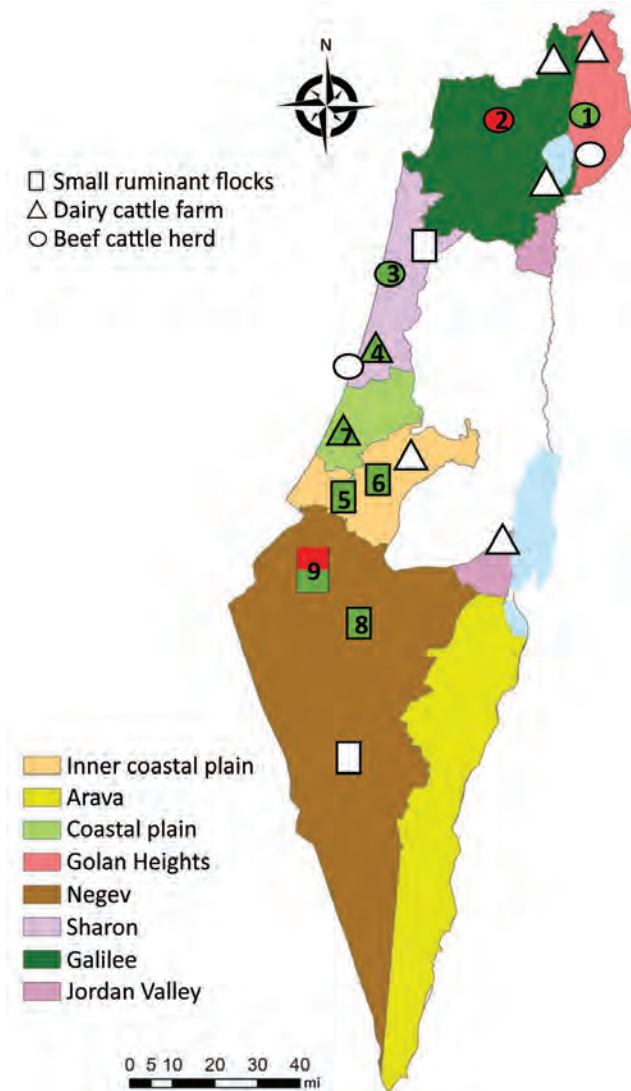 N
1
2
Small ruminant flocks
Dairy cattle farm
Beef cattle herd
3
4
7
6
5
9
8
Inner coastal plain
Arava
Coastal plain
Golan Heights
Negev
Sharon
Galilee
Jordan Valley
0 5 10 20 30 40
mi